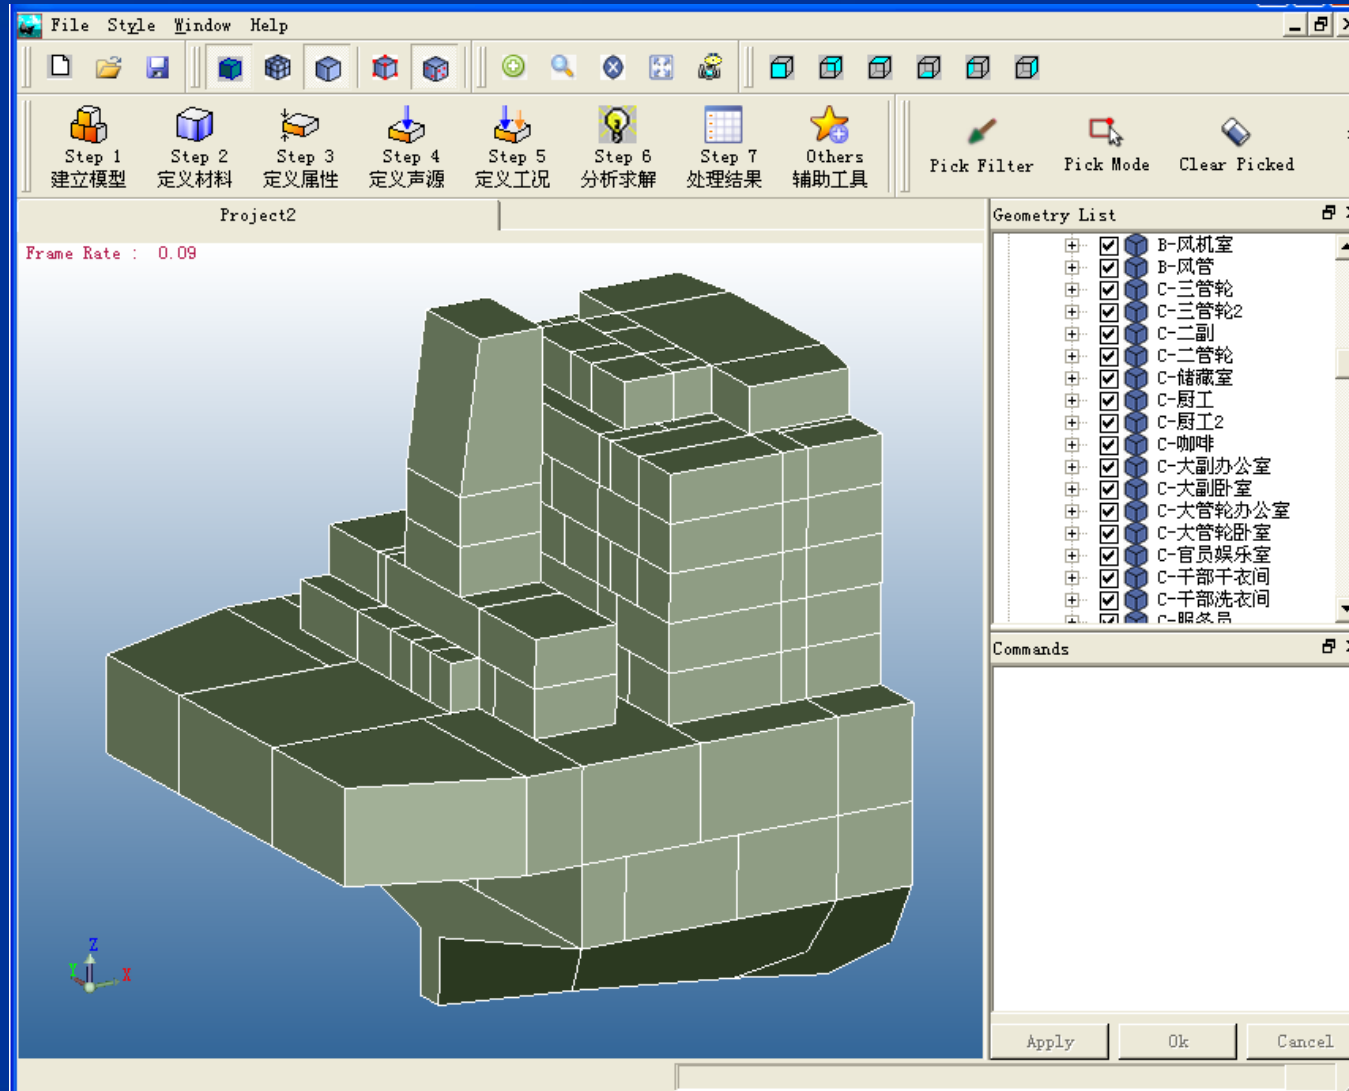 File Style Window Help
Step 1 Step 2 Step 3 Step 4 Step 5 Step 6 Step 7 Others
建立模型 定义材料 定义属性 定义声源 定义工况 分析求解 处理结果 辅助工具
Pick Filter Pick Mode Clear Picked
Project2
Frame Rate : 0.09
Z
Y
X
Geometry List
B-风机室
B-风管
C-三管轮
C-三管轮2
C-二副
C-二管轮
C-储藏室
C-厨工
C-厨工2
C-咖啡
C-大副办公室
C-大副卧室
C-大管轮办公室
C-大管轮卧室
C-官员娱乐室
C-干部干衣间
C-干部洗衣间
C-服务员
Commands
Apply Ok Cancel